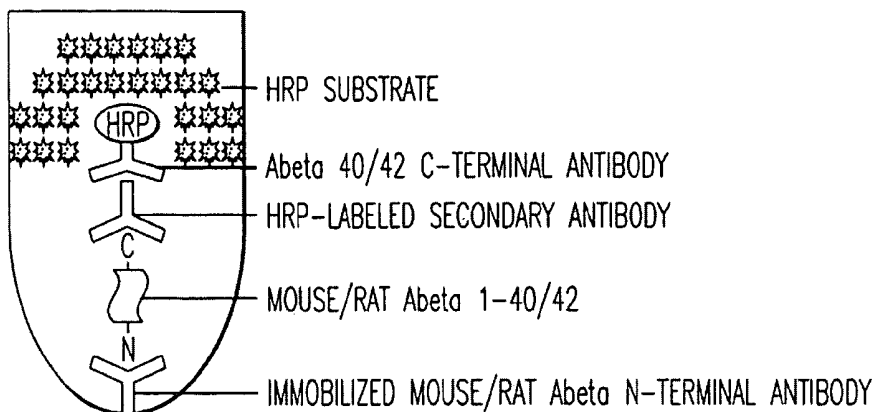 HRP SUBSTRATE
HRP
Abeta 40/42 C-TERMINAL ANTIBODY
HRP-LABELED SECONDARY ANTIBODY
C
MOUSE/RAT Abeta 1-40/42
N
IMMOBILIZED MOUSE/RAT Abeta N-TERMINAL ANTIBODY